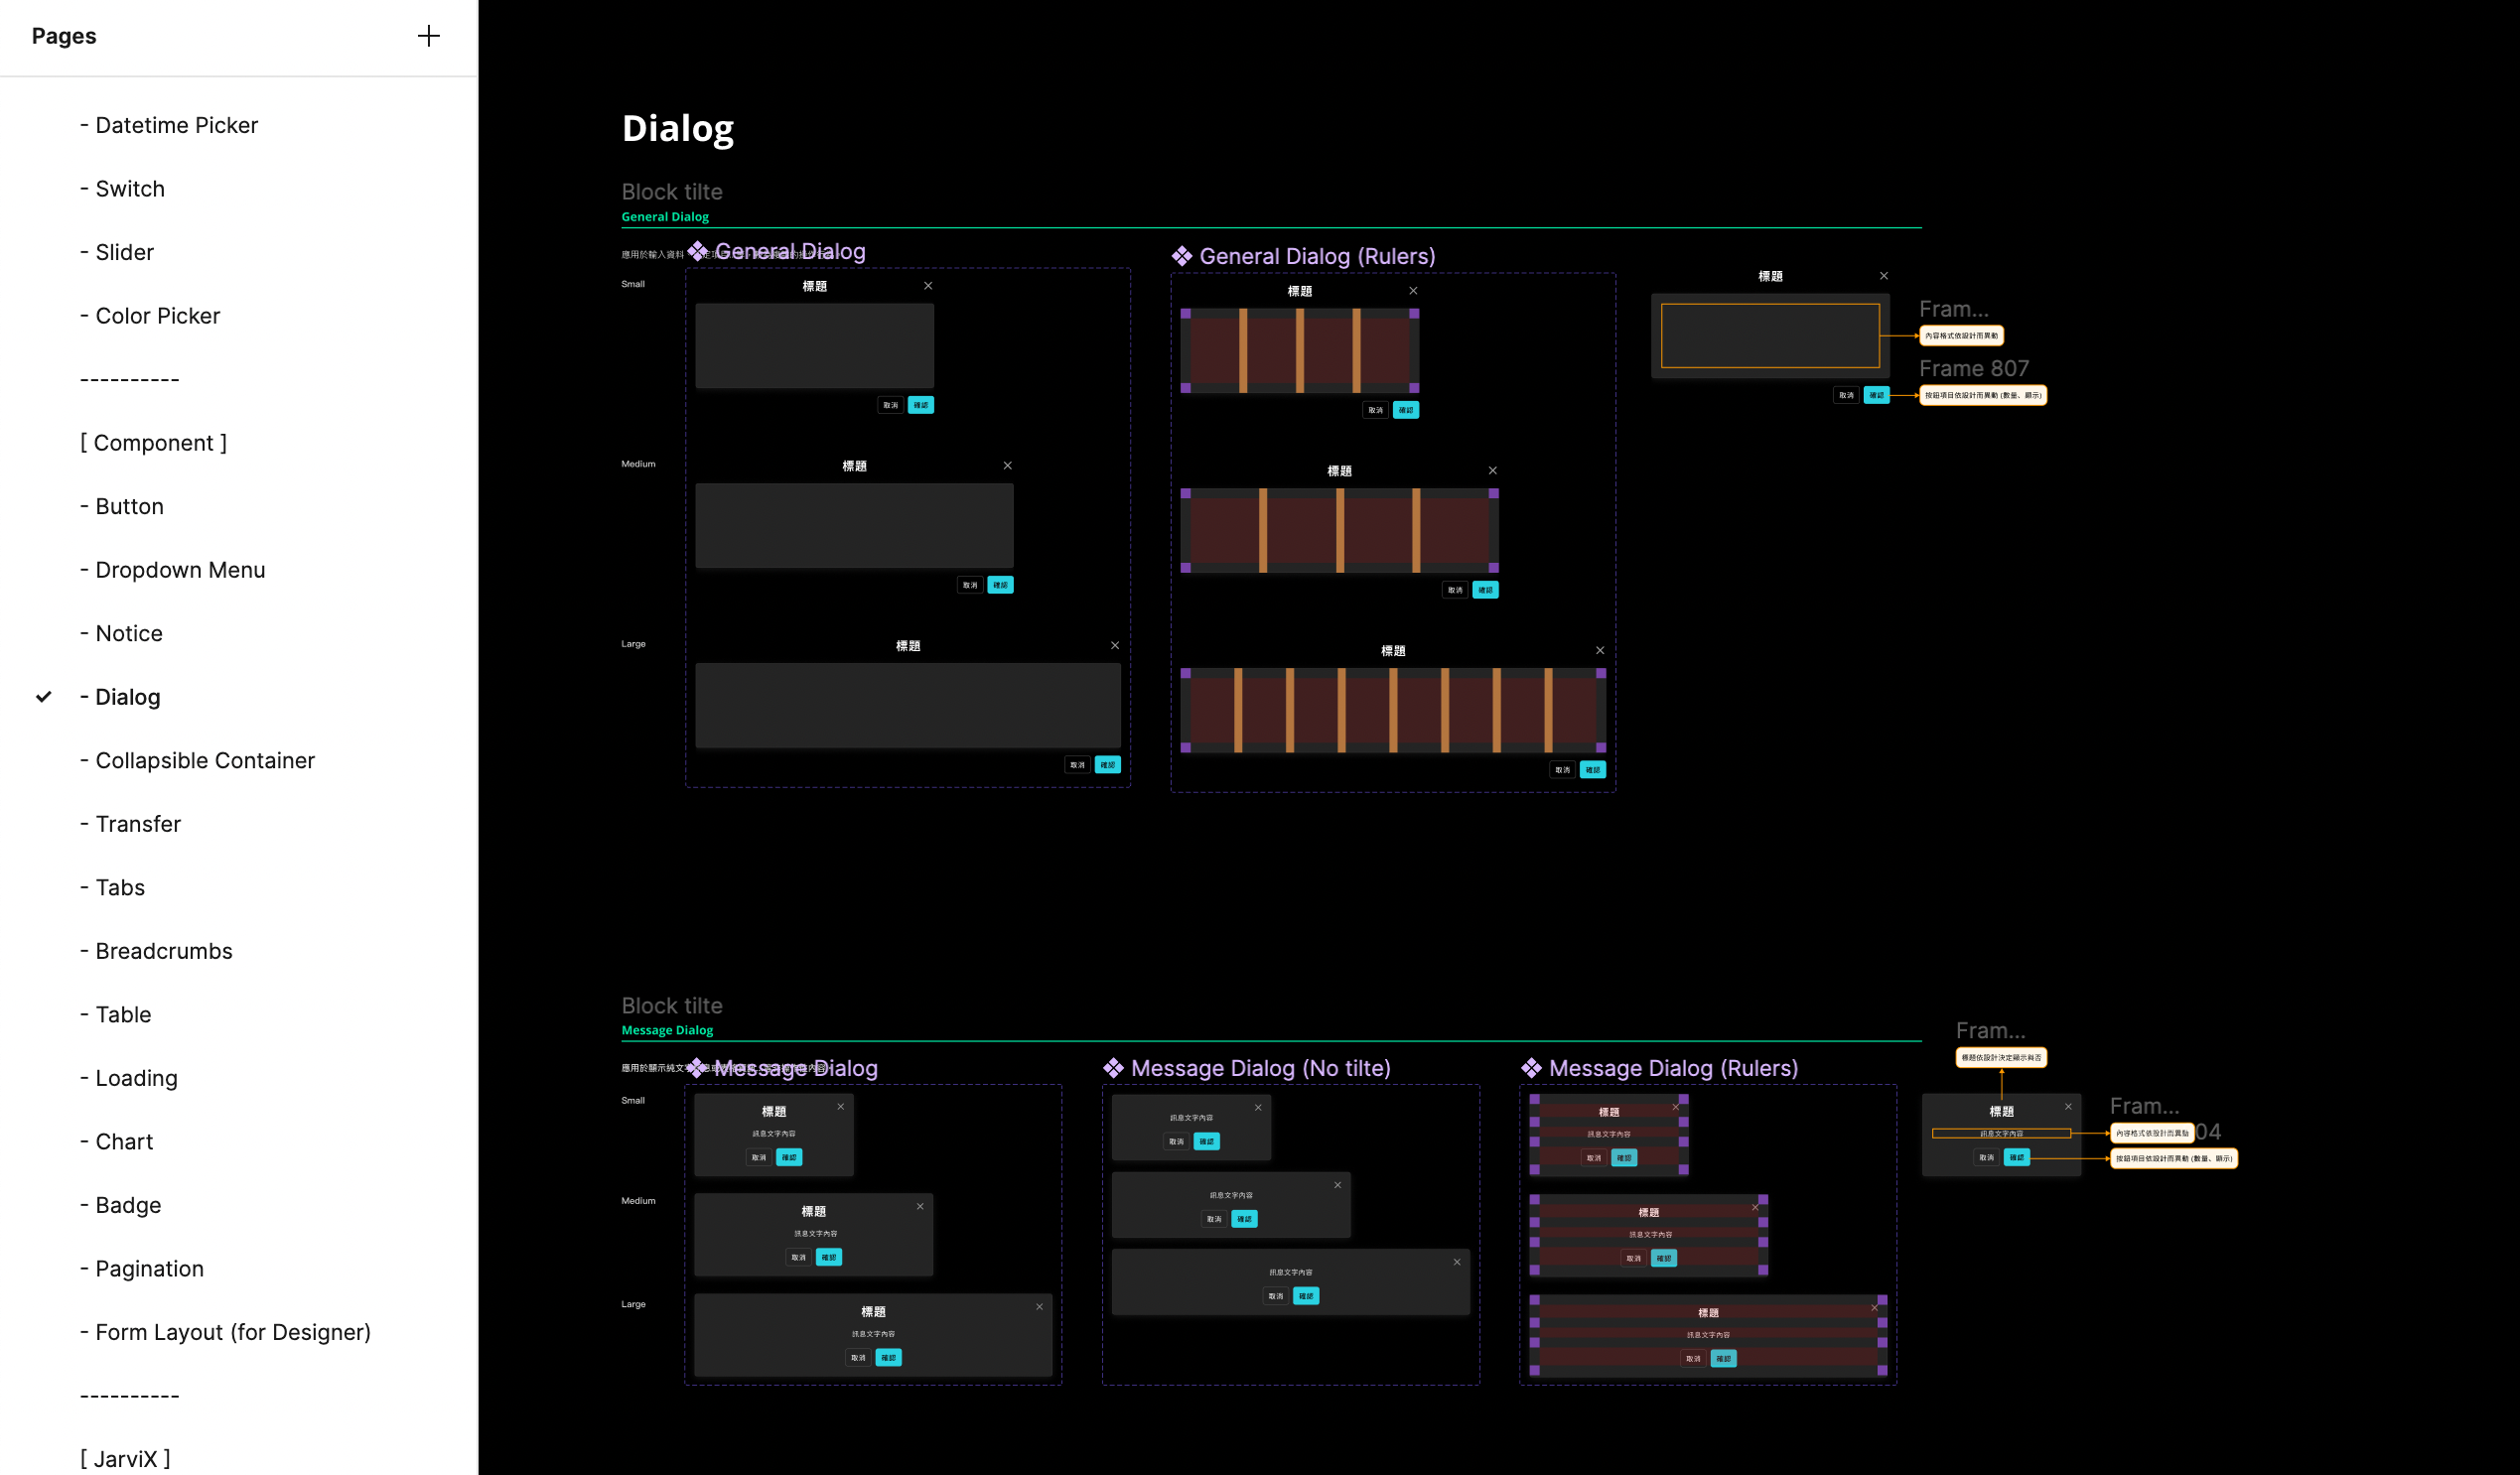 Pages
- Datetime Picker
- Switch
- Slider
- Color Picker
----------
[ Component ]
- Button
- Dropdown Menu
- Notice
- Dialog
- Collapsible Container
- Transfer
- Tabs
- Breadcrumbs
- Table
- Loading
- Chart
- Badge
- Pagination
- Form Layout (for Designer)
----------
[ JarviX ]
Dialog
Block tilte
General Dialog
應用於輸入資料
General Dialog
Small
標題
取消 確認
Medium
標題
取消 確認
Large
標題
取消 確認
General Dialog (Rulers)
標題
取消 確認
標題
取消 確認
標題
取消 確認
標題
Fram...
內容格式依設計而異動
Frame 807
取消 確認
按鈕項目依設計而異動 (數量、顯示)
Block tilte
Message Dialog
應用於顯示純文
Message Dialog
Small
標題
訊息文字內容
取消 確認
Medium
標題
訊息文字內容
取消 確認
Large
標題
訊息文字內容
取消 確認
Message Dialog (No tilte)
訊息文字內容
取消 確認
訊息文字內容
取消 確認
訊息文字內容
取消 確認
Message Dialog (Rulers)
標題
訊息文字內容
取消 確認
標題
訊息文字內容
取消 確認
標題
訊息文字內容
取消 確認
Fram...
標題依設計決定顯示與否
標題
Fram...
訊息文字內容
內容格式依設計而異動
04
取消 確認
按鈕項目依設計而異動 (數量、顯示)